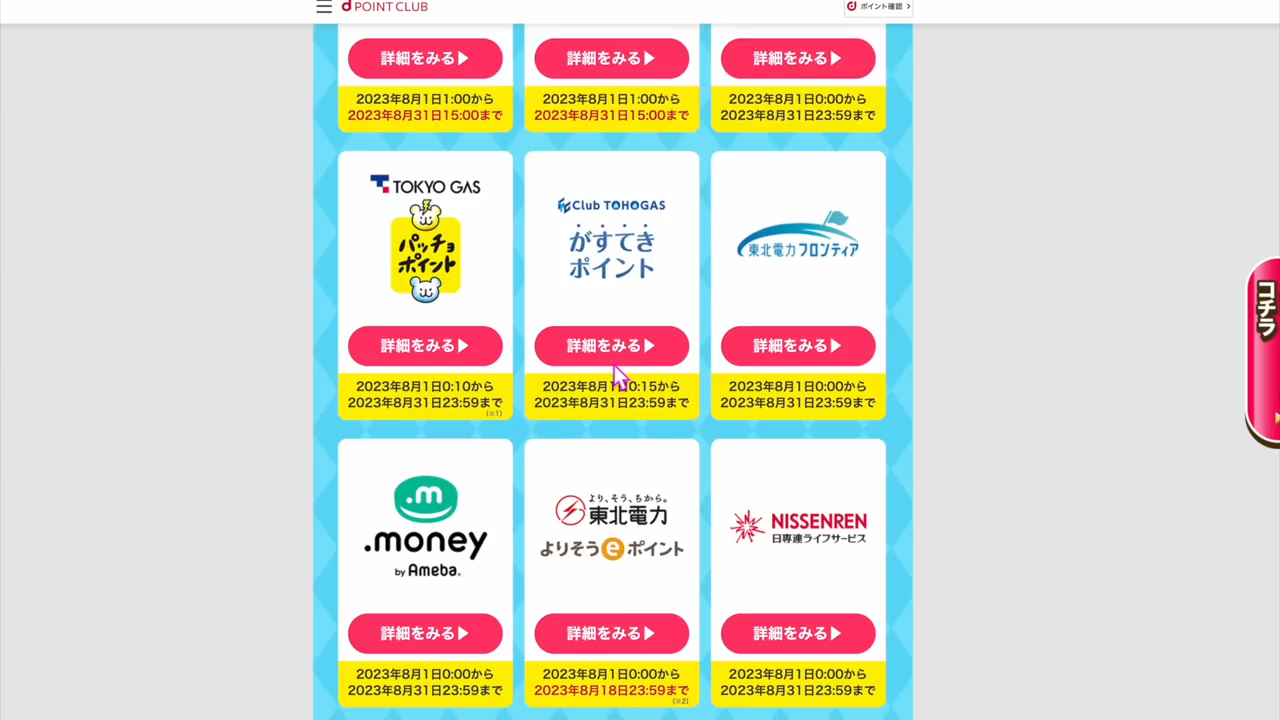 d POINT CLUB
d ポイント確認 >
詳細をみる▶
詳細をみる▶
詳細をみる▶
2023年8月1日1:00から
2023年8月31日15:00まで
2023年8月1日1:00から
2023年8月31日15:00まで
2023年8月1日0:00から
2023年8月31日23:59まで
TOKYO GAS
パッチョ
ポイント
Club TOHOGAS
がすてき
ポイント
東北電力フロンティア
詳細をみる▶
詳細をみる▶
詳細をみる▶
2023年8月1日0:10から
2023年8月31日23:59まで
(※1)
2023年8月1日0:15から
2023年8月31日23:59まで
2023年8月1日0:00から
2023年8月31日23:59まで
コチラ
.m
.money
by Ameba.
より、そう、ちから。
東北電力
よりそうeポイント
NISSENREN
日専連ライフサービス
詳細をみる▶
詳細をみる▶
詳細をみる▶
2023年8月1日0:00から
2023年8月31日23:59まで
2023年8月1日0:00から
2023年8月18日23:59まで
(※2)
2023年8月1日0:00から
2023年8月31日23:59まで